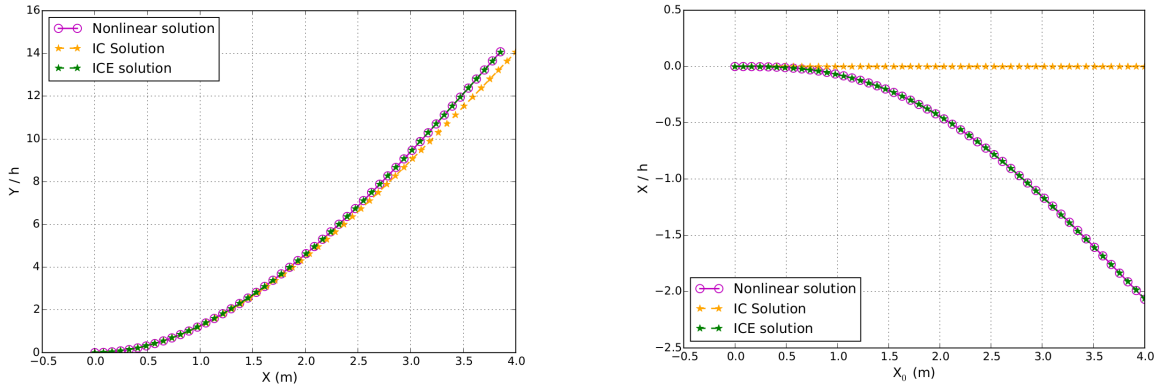 16
14
12
10
8
6
4
2
0
Y / h
−0.5 0.0 0.5 1.0 1.5 2.0 2.5 3.0 3.5 4.0
X (m)
Nonlinear solution
IC Solution
ICE solution
0.5
0.0
−0.5
−1.0
−1.5
−2.0
−2.5
X / h
−0.5 0.0 0.5 1.0 1.5 2.0 2.5 3.0 3.5 4.0
X₀ (m)
Nonlinear solution
IC Solution
ICE solution